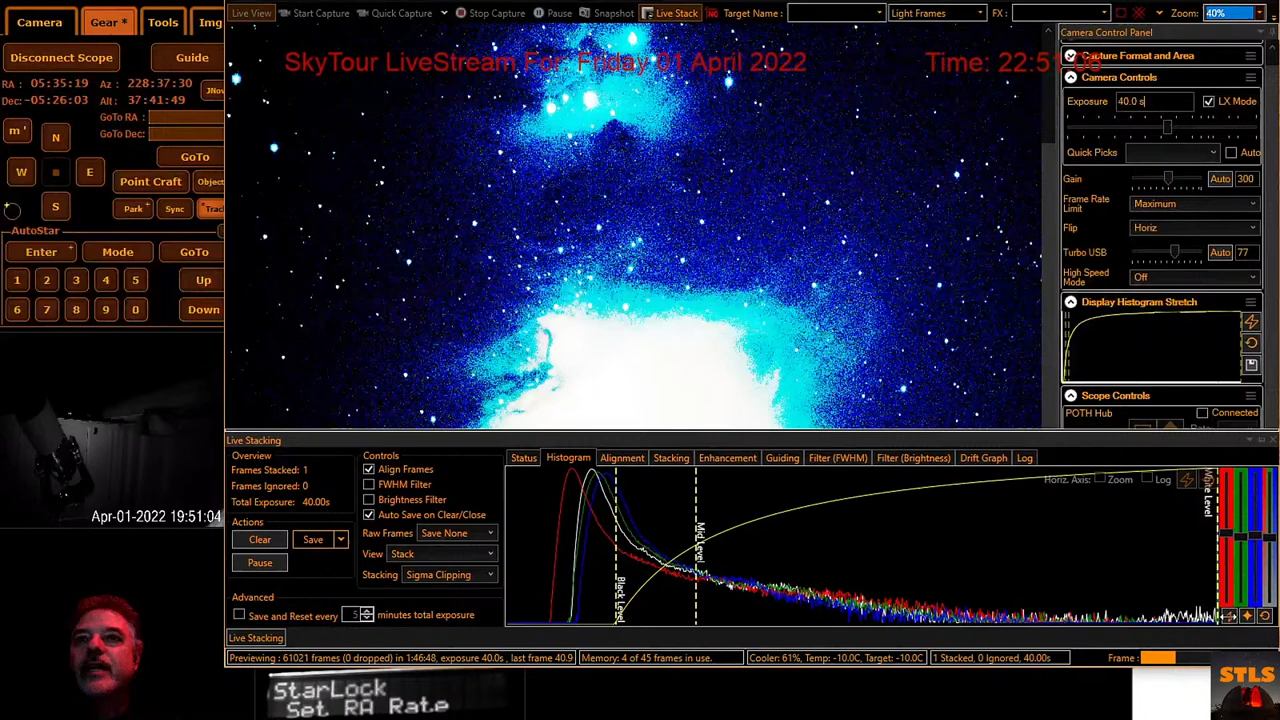 Camera
Gear *
Tools
Img
Live View
Start Capture
Quick Capture
Stop Capture
Pause
Snapshot
Live Stack
Target Name :
Light Frames
FX :
Zoom: 40%
Disconnect Scope
Guide
RA : 05:35:19 Az : 228:37:30
Dec:-05:26:03 Alt : 37:41:49
JNov
GoTo RA :
GoTo Dec:
m '
N
GoTo
W
E
Point Craft
Object
S
Park
Sync
Track
AutoStar
Enter
Mode
GoTo
1 2 3 4 5 Up
6 7 8 9 0 Down
SkyTour LiveStream For Friday 01 April 2022
Time: 22:51:06
Apr-01-2022 19:51:04
Camera Control Panel
Capture Format and Area
Camera Controls
Exposure 40.0 s LX Mode
Quick Picks Auto
Gain Auto 300
Frame Rate Limit Maximum
Flip Horiz
Turbo USB Auto 77
High Speed Mode Off
Display Histogram Stretch
Scope Controls
POTH Hub Connected
Live Stacking
Overview
Frames Stacked: 1
Frames Ignored: 0
Total Exposure: 40.00s
Actions
Clear
Save
Pause
Controls
Align Frames
FWHM Filter
Brightness Filter
Auto Save on Clear/Close
Raw Frames Save None
View Stack
Stacking Sigma Clipping
Advanced
Save and Reset every 5 minutes total exposure
Status
Histogram
Alignment
Stacking
Enhancement
Guiding
Filter (FWHM)
Filter (Brightness)
Drift Graph
Log
Horiz. Axis: Zoom Log
Black Level
Mid Level
White Level
Live Stacking
Previewing : 61021 frames (0 dropped) in 1:46:48, exposure 40.0s , last frame 40.9
Memory: 4 of 45 frames in use.
Cooler: 61%, Temp: -10.0C, Target: -10.0C
1 Stacked, 0 Ignored, 40.00s
Frame :
StarLock
Set RA Rate
STLS